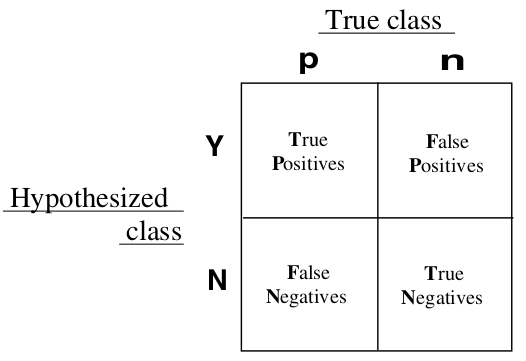 True class
p n
Y
True
Positives
False
Positives
Hypothesized
class
N
False
Negatives
True
Negatives